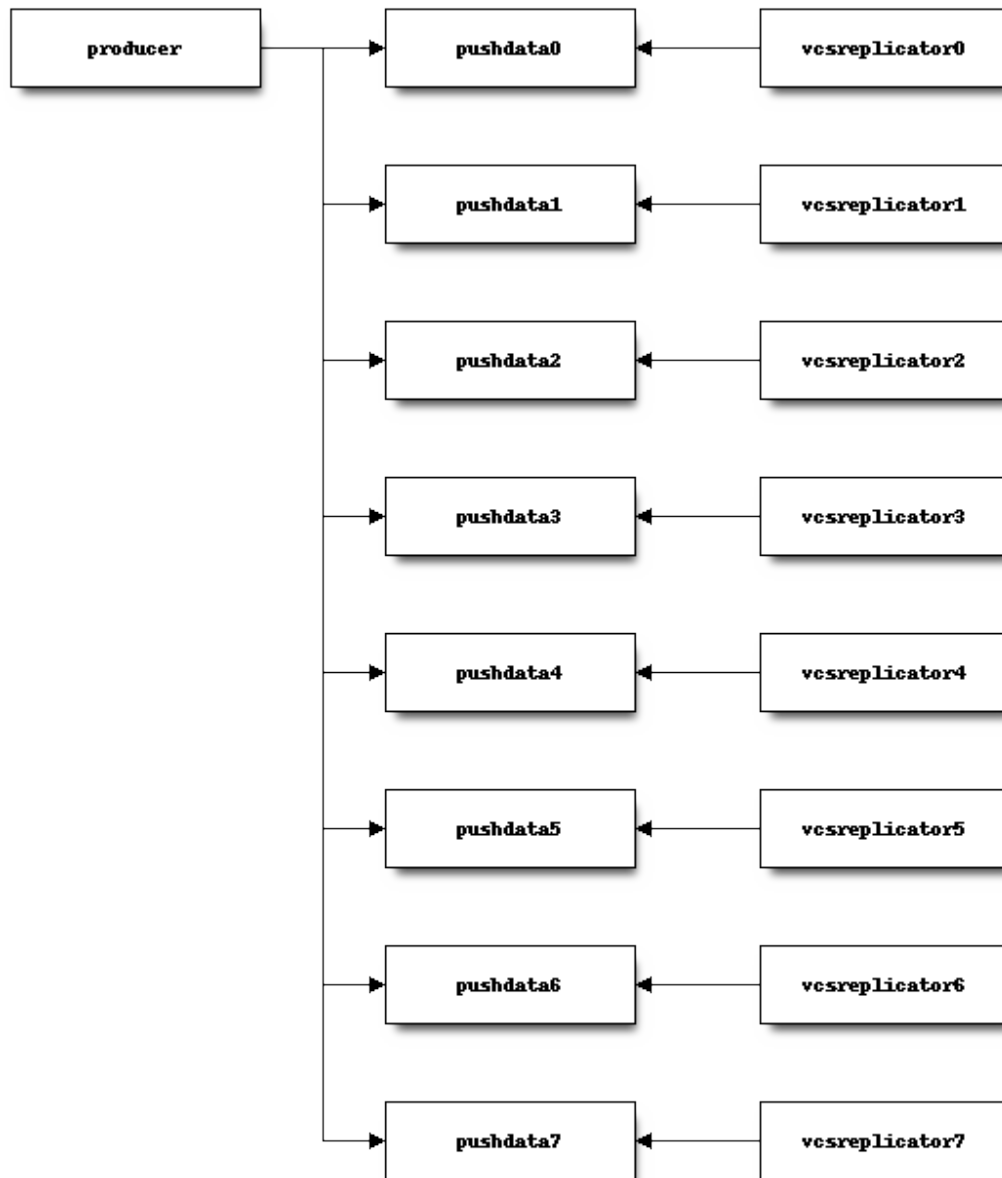 producer pushdata0 vcsreplicator0
pushdata1 vcsreplicator1
pushdata2 vcsreplicator2
pushdata3 vcsreplicator3
pushdata4 vcsreplicator4
pushdata5 vcsreplicator5
pushdata6 vcsreplicator6
pushdata7 vcsreplicator7